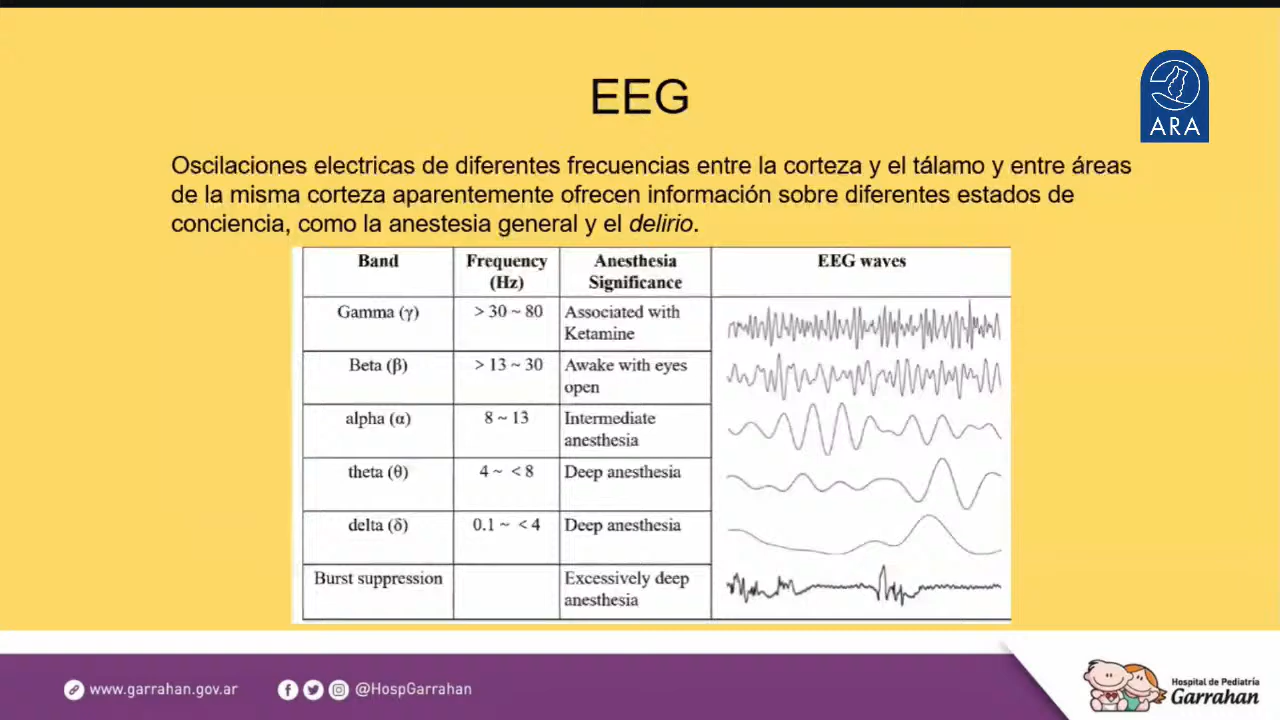 EEG
ARA
Oscilaciones electricas de diferentes frecuencias entre la corteza y el tálamo y entre áreas
de la misma corteza aparentemente ofrecen información sobre diferentes estados de
conciencia, como la anestesia general y el delirio.
Band Frequency (Hz) Anesthesia Significance EEG waves
Gamma (γ) > 30 ~ 80 Associated with Ketamine
Beta (β) > 13 ~ 30 Awake with eyes open
alpha (α) 8 ~ 13 Intermediate anesthesia
theta (θ) 4 ~ < 8 Deep anesthesia
delta (δ) 0.1 ~ < 4 Deep anesthesia
Burst suppression Excessively deep anesthesia
www.garrahan.gov.ar @HospGarrahan
Hospital de Pediatría
Garrahan